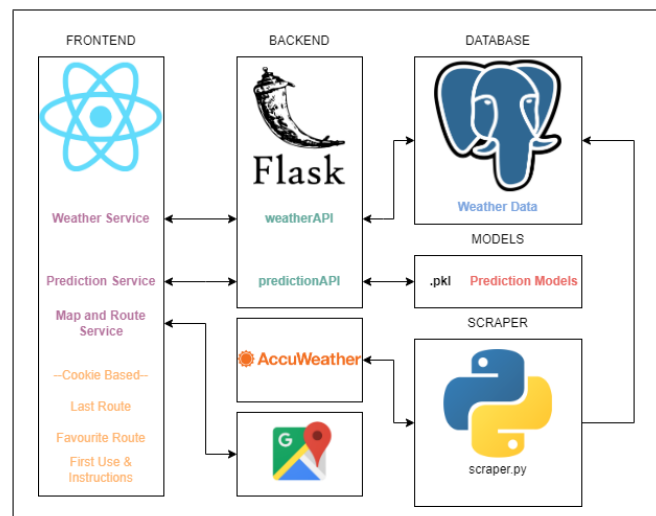 FRONTEND
Weather Service
Prediction Service
Map and Route
Service
--Cookie Based--
Last Route
Favourite Route
First Use &
Instructions
BACKEND
Flask
weatherAPI
predictionAPI
AccuWeather
G
DATABASE
Weather Data
MODELS
.pkl Prediction Models
SCRAPER
scraper.py